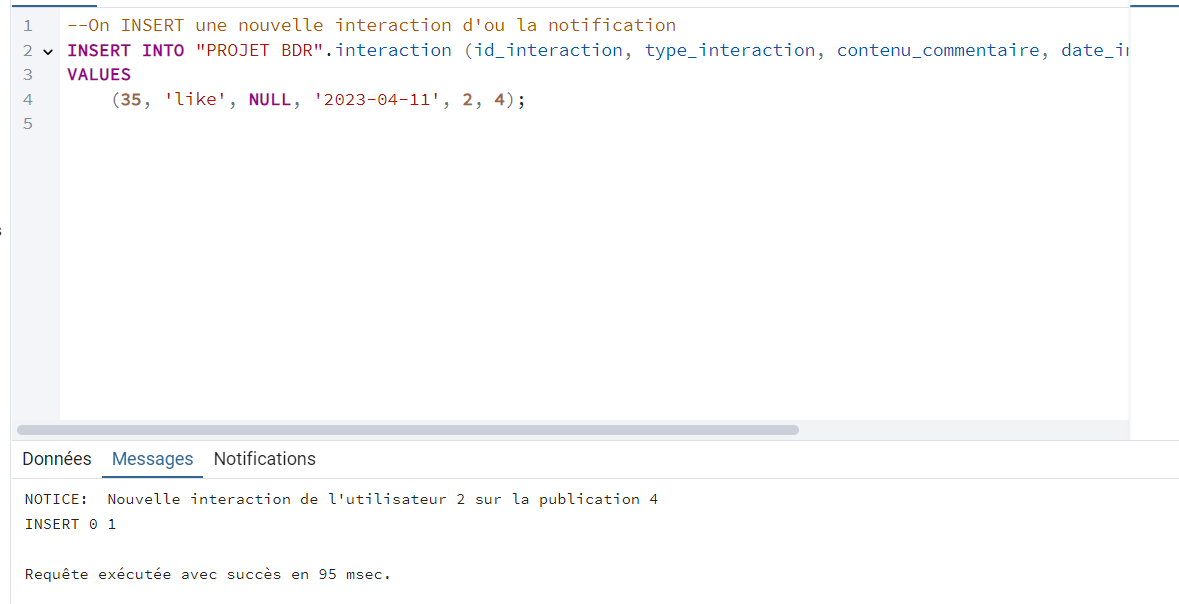 1 --On INSERT une nouvelle interaction d'ou la notification
2 INSERT INTO "PROJET BDR".interaction (id_interaction, type_interaction, contenu_commentaire,
3 VALUES
4 (35, 'like', NULL, '2023-04-11', 2, 4);
5
Données Messages Notifications
NOTICE: Nouvelle interaction de l'utilisateur 2 sur la publication 4
INSERT 0 1
Requête exécutée avec succès en 95 msec.